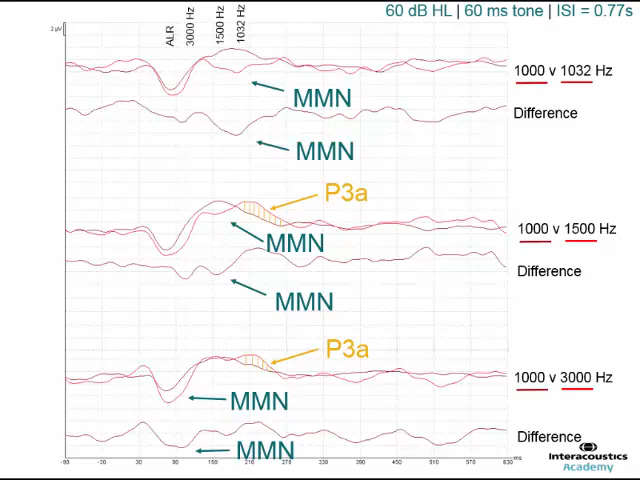 60 dB HL | 60 ms tone | ISI = 0.77s
2 µV
ALR
3000 Hz
1500 Hz
1032 Hz
1000 v 1032 Hz
MMN
Difference
MMN
P3a
1000 v 1500 Hz
MMN
Difference
MMN
P3a
1000 v 3000 Hz
MMN
Difference
MMN
Interacoustics
Academy
-90 -30 30 90 150 210 270 330 390 450 510 570 630
ms